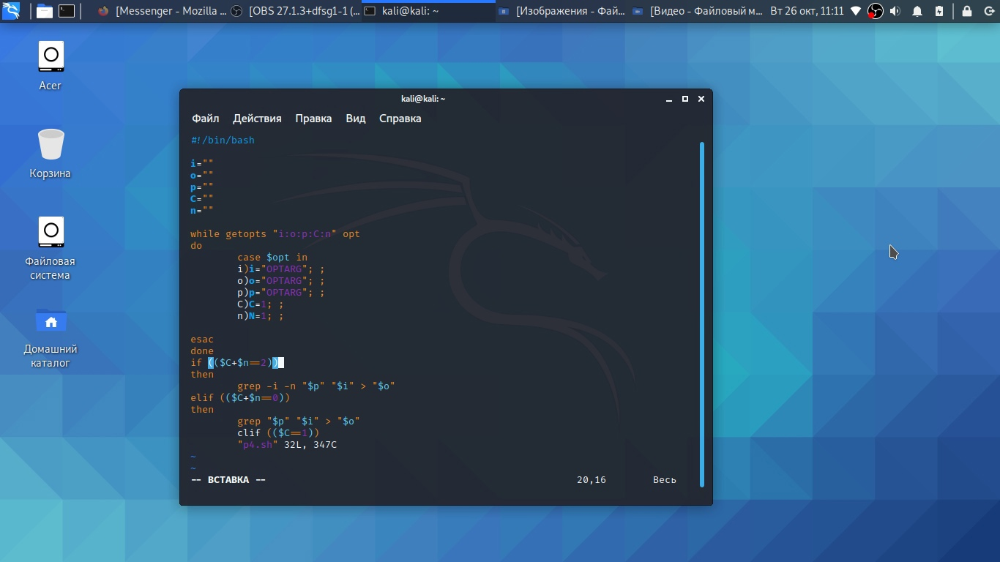 [Messenger - Mozilla ...
[OBS 27.1.3+dfsg1-1 (...
kali@kali: ~
[Изображения - Фай...
[Видео - Файловый м...
Вт 26 окт, 11:11
Acer
Корзина
Файловая
система
Домашний
каталог
kali@kali: ~
Файл Действия Правка Вид Справка
#!/bin/bash
i=""
o=""
p=""
C=""
n=""
while getopts "i:o:p:C:n" opt
do
case $opt in
i)i="OPTARG"; ;
o)o="OPTARG"; ;
p)p="OPTARG"; ;
C)C=1; ;
n)N=1; ;
esac
done
if (($C+$n==2))
then
grep -i -n "$p" "$i" > "$o"
elif (($C+$n==0))
then
grep "$p" "$i" > "$o"
clif (($C==1))
"p4.sh" 32L, 347C
~
~
-- ВСТАВКА -- 20,16 Весь